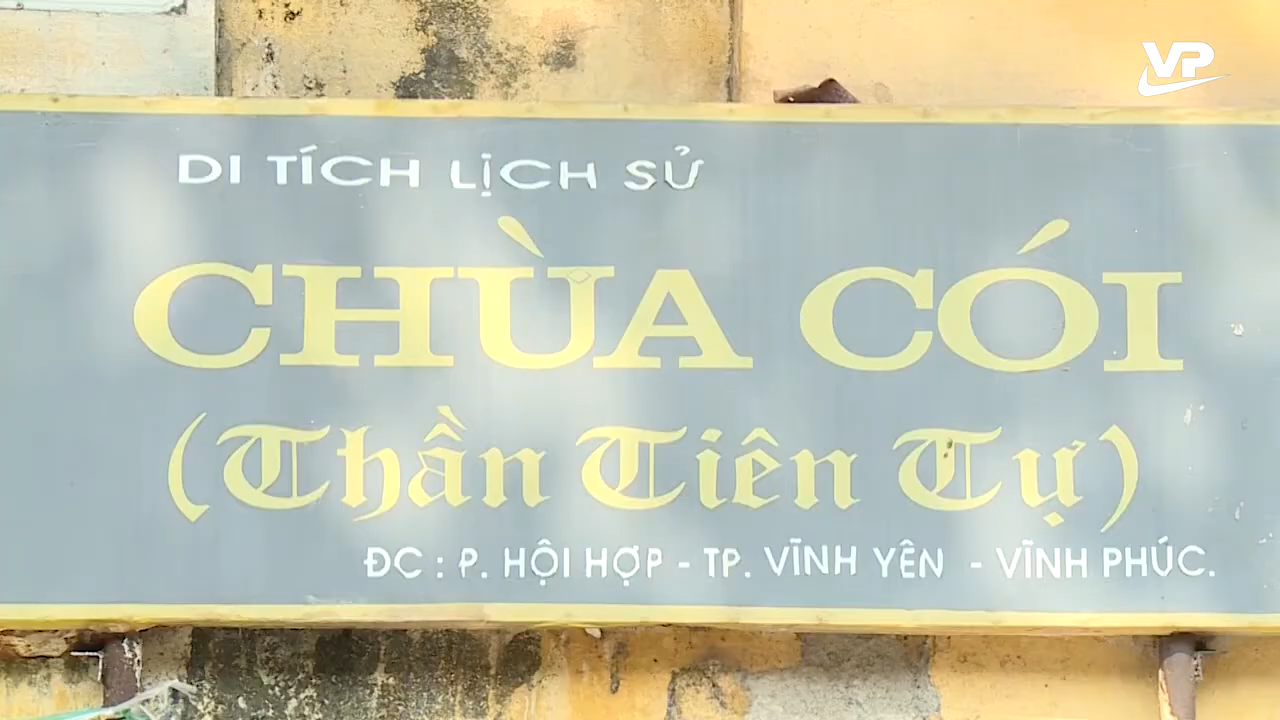 VP
DI TÍCH LỊCH SỬ
CHÙA CÓI
(Thần Tiên Tự)
ĐC : P. HỘI HỢP - TP. VĨNH YÊN - VĨNH PHÚC.